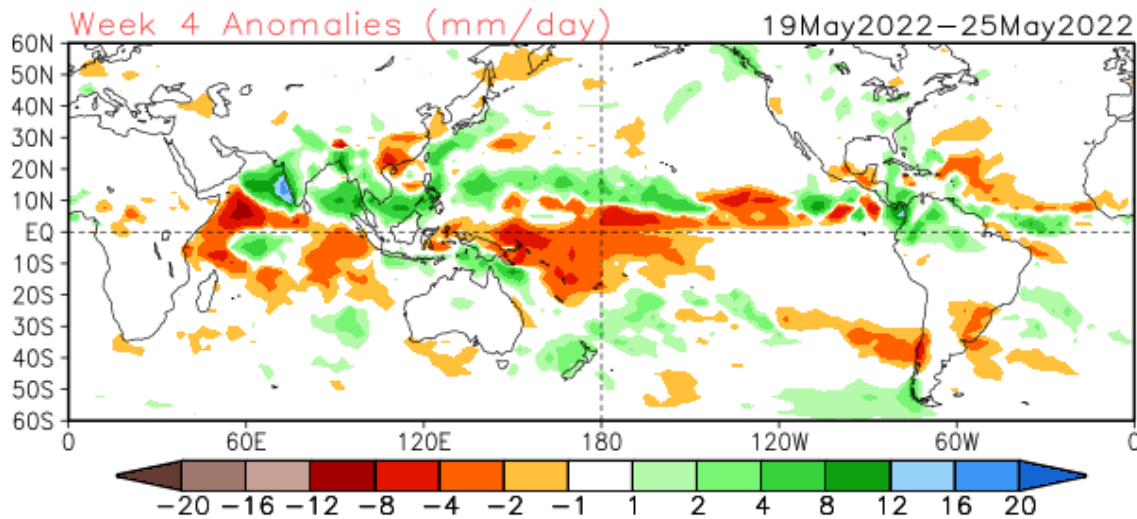 Week 4 Anomalies (mm/day) 19May2022−25May2022
60N
50N
40N
30N
20N
10N
EQ
10S
20S
30S
40S
50S
60S
0 60E 120E 180 120W 60W 0
−20 −16 −12 −8 −4 −2 −1 1 2 4 8 12 16 20